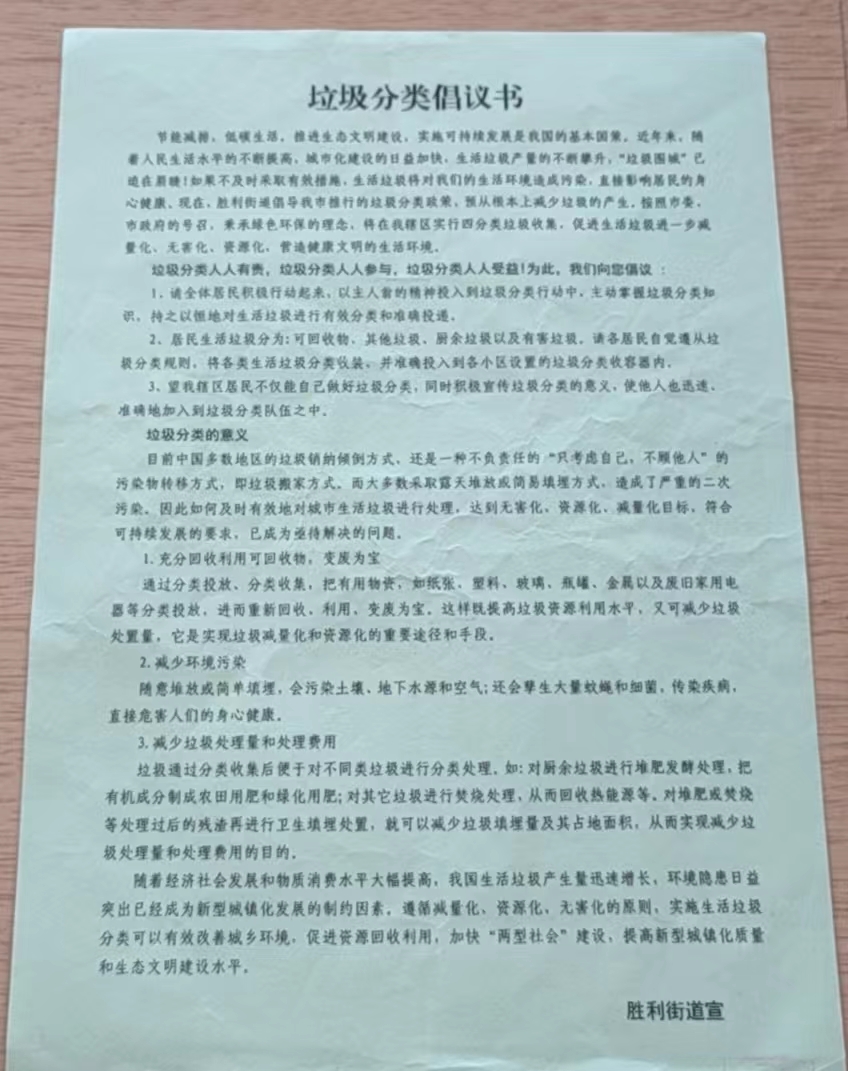 垃圾分类倡议书
节能减排，低碳生活，推进生态文明建设，实施可持续发展是我国的基本国策。近年来，随
着人民生活水平的不断提高、城市化建设的日益加快，生活垃圾产量的不断攀升，“垃圾围城”已
迫在眉睫！如果不及时采取有效措施，生活垃圾将对我们的生活环境造成污染，直接影响居民的身
心健康。现在，胜利街道倡导我市推行的垃圾分类政策，预从根本上减少垃圾的产生。按照市委、
市政府的号召，秉承绿色环保的理念，将在我辖区实行四分类垃圾收集，促进生活垃圾进一步减
量化、无害化、资源化，营造健康文明的生活环境。
垃圾分类人人有责，垃圾分类人人参与，垃圾分类人人受益！为此，我们向您倡议：
1、请全体居民积极行动起来，以主人翁的精神投入到垃圾分类行动中，主动掌握垃圾分类知
识，持之以恒地对生活垃圾进行有效分类和准确投递。
2、居民生活垃圾分为：可回收物、其他垃圾、厨余垃圾以及有害垃圾。请各居民自觉遵从垃
圾分类规则，将各类生活垃圾分类收装、并准确投入到各小区设置的垃圾分类收容器内。
3、望我辖区居民不仅能自己做好垃圾分类，同时积极宣传垃圾分类的意义，使他人也迅速、
准确地加入到垃圾分类队伍之中。
垃圾分类的意义
目前中国多数地区的垃圾销纳倾倒方式，还是一种不负责任的“只考虑自己，不顾他人”的
污染物转移方式，即垃圾搬家方式。而大多数采取露天堆放或简易填埋方式，造成了严重的二次
污染。因此如何及时有效地对城市生活垃圾进行处理，达到无害化、资源化、减量化目标，符合
可持续发展的要求，已成为亟待解决的问题。
1.充分回收利用可回收物，变废为宝
通过分类投放、分类收集，把有用物资，如纸张、塑料、玻璃、瓶罐、金属以及废旧家用电
器等分类投放，进而重新回收、利用，变废为宝。这样既提高垃圾资源利用水平，又可减少垃圾
处置量，它是实现垃圾减量化和资源化的重要途径和手段。
2.减少环境污染
随意堆放或简单填埋，会污染土壤、地下水源和空气；还会孳生大量蚊蝇和细菌，传染疾病，
直接危害人们的身心健康。
3.减少垃圾处理量和处理费用
垃圾通过分类收集后便于对不同类垃圾进行分类处理。如：对厨余垃圾进行堆肥发酵处理，把
有机成分制成农田用肥和绿化用肥；对其它垃圾进行焚烧处理，从而回收热能源等。对堆肥或焚烧
等处理过后的残渣再进行卫生填埋处置，就可以减少垃圾填埋量及其占地面积，从而实现减少垃
圾处理量和处理费用的目的。
随着经济社会发展和物质消费水平大幅提高，我国生活垃圾产生量迅速增长，环境隐患日益
突出已经成为新型城镇化发展的制约因素。遵循减量化、资源化、无害化的原则，实施生活垃圾
分类可以有效改善城乡环境，促进资源回收利用，加快“两型社会”建设，提高新型城镇化质量
和生态文明建设水平。
胜利街道宣